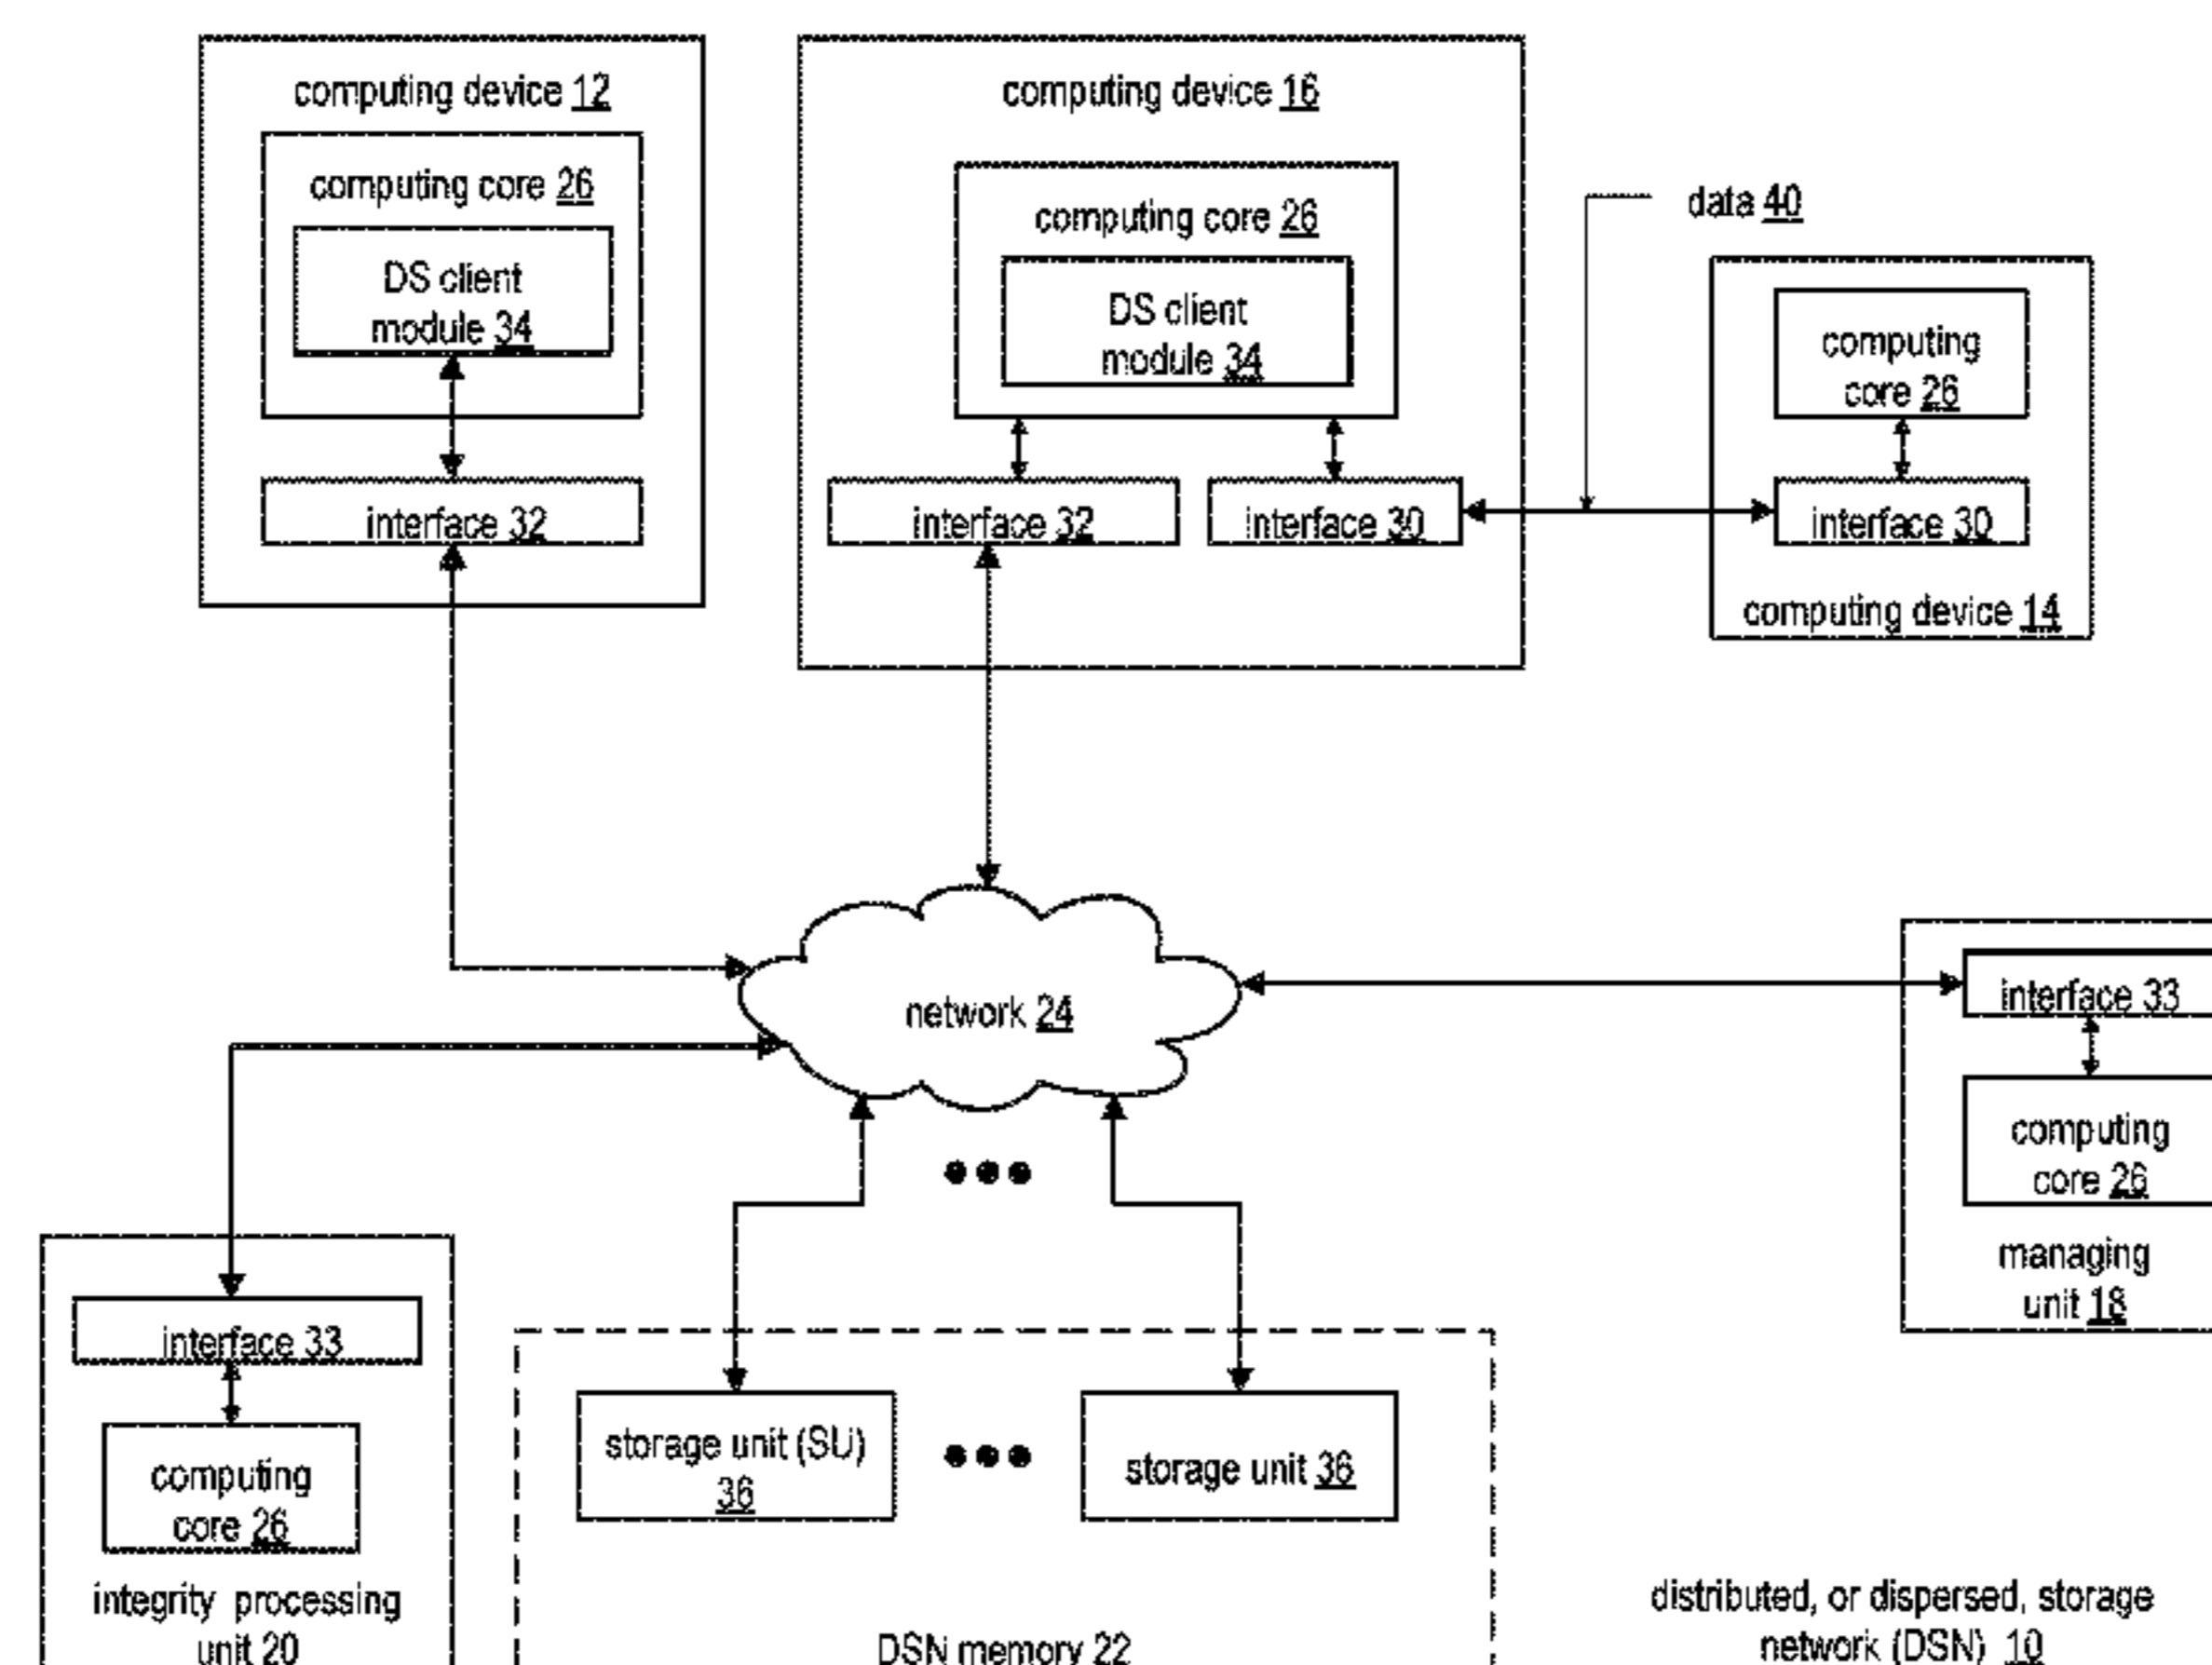 computing device 12
computing core 26
DS client
module 34
interface 32
computing device 16
computing core 26
DS client
module 34
interface 32
interface 30
data 40
computing
core 26
interface 30
computing device 14
network 24
interface 33
computing
core 26
managing
unit 18
interface 33
computing
core 26
integrity processing
unit 20
storage unit (SU)
36
storage unit 36
DSN memory 22
distributed, or dispersed, storage
network (DSN) 10